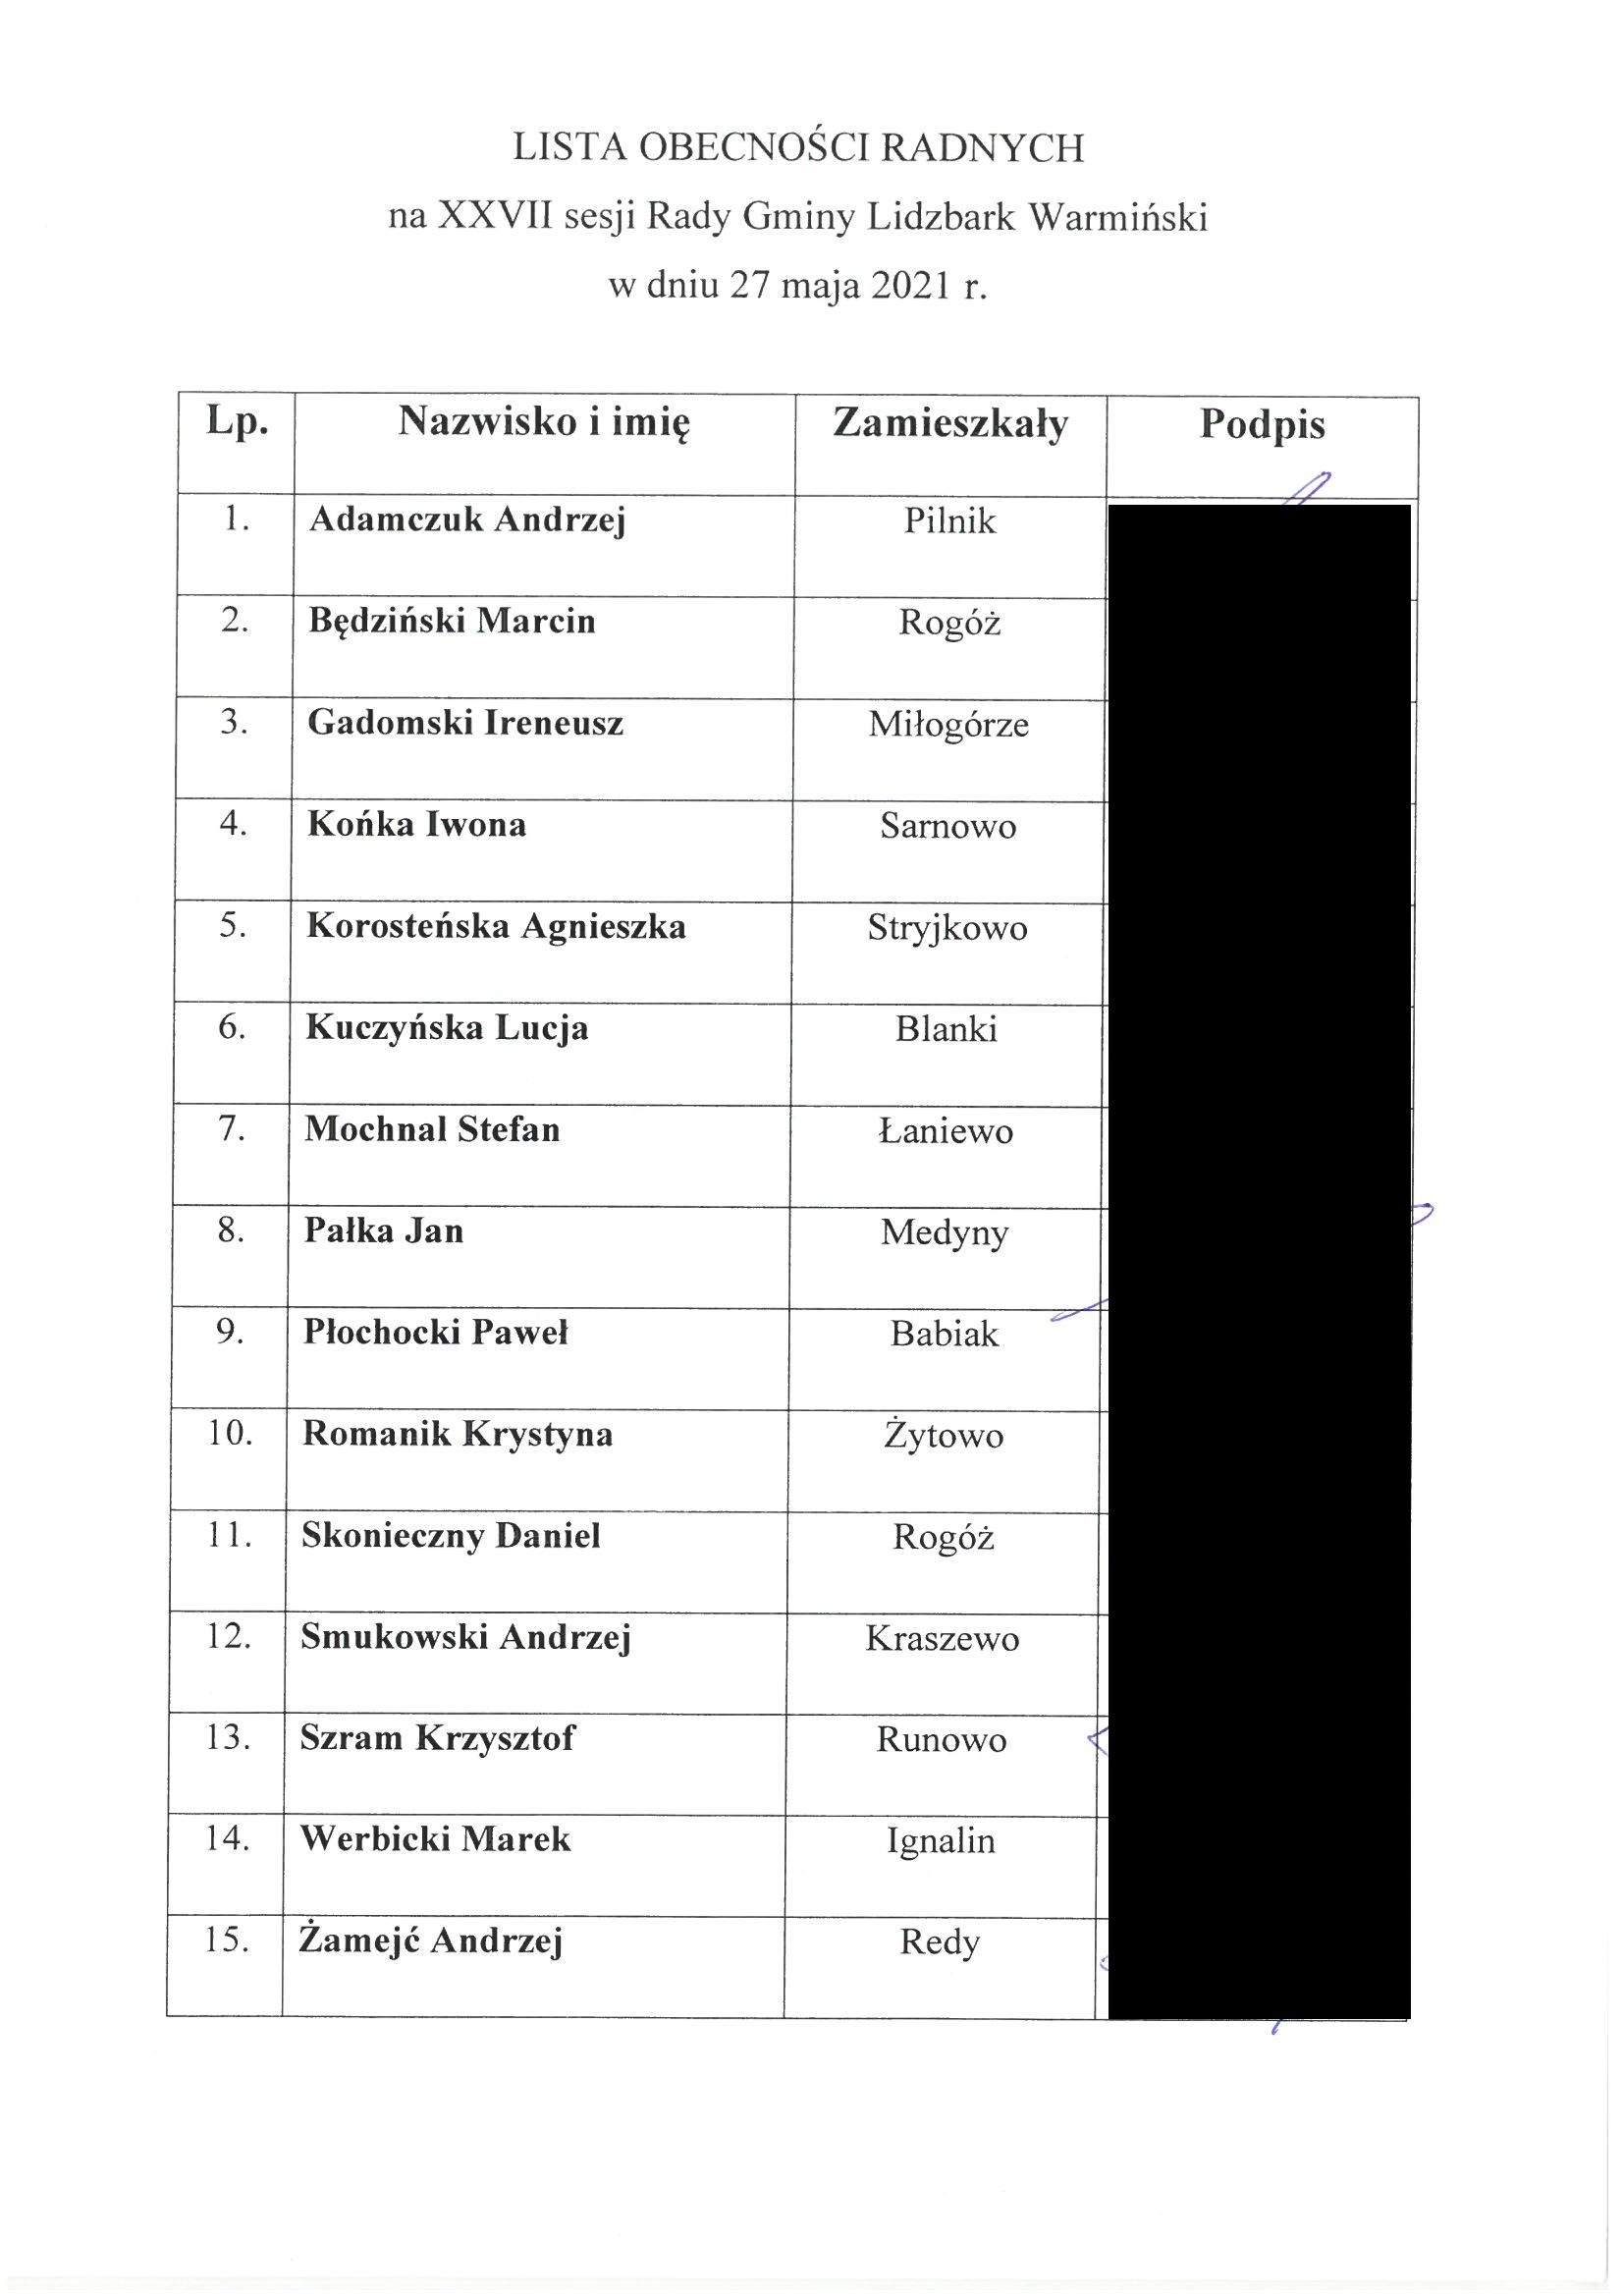 LISTA OBECNOŚCI RADNYCH
na XXVII sesji Rady Gminy Lidzbark Warmiński
w dniu 27 maja 2021 r.
Lp. Nazwisko i imię Zamieszkały Podpis
1. Adamczuk Andrzej Pilnik
2. Będziński Marcin Rogóż
3. Gadomski Ireneusz Miłogórze
4. Końka Iwona Sarnowo
5. Korosteńska Agnieszka Stryjkowo
6. Kuczyńska Lucja Blanki
7. Mochnal Stefan Łaniewo
8. Pałka Jan Medyny
9. Płochocki Paweł Babiak
10. Romanik Krystyna Żytowo
11. Skonieczny Daniel Rogóż
12. Smukowski Andrzej Kraszewo
13. Szram Krzysztof Runowo
14. Werbicki Marek Ignalin
15. Żamejć Andrzej Redy